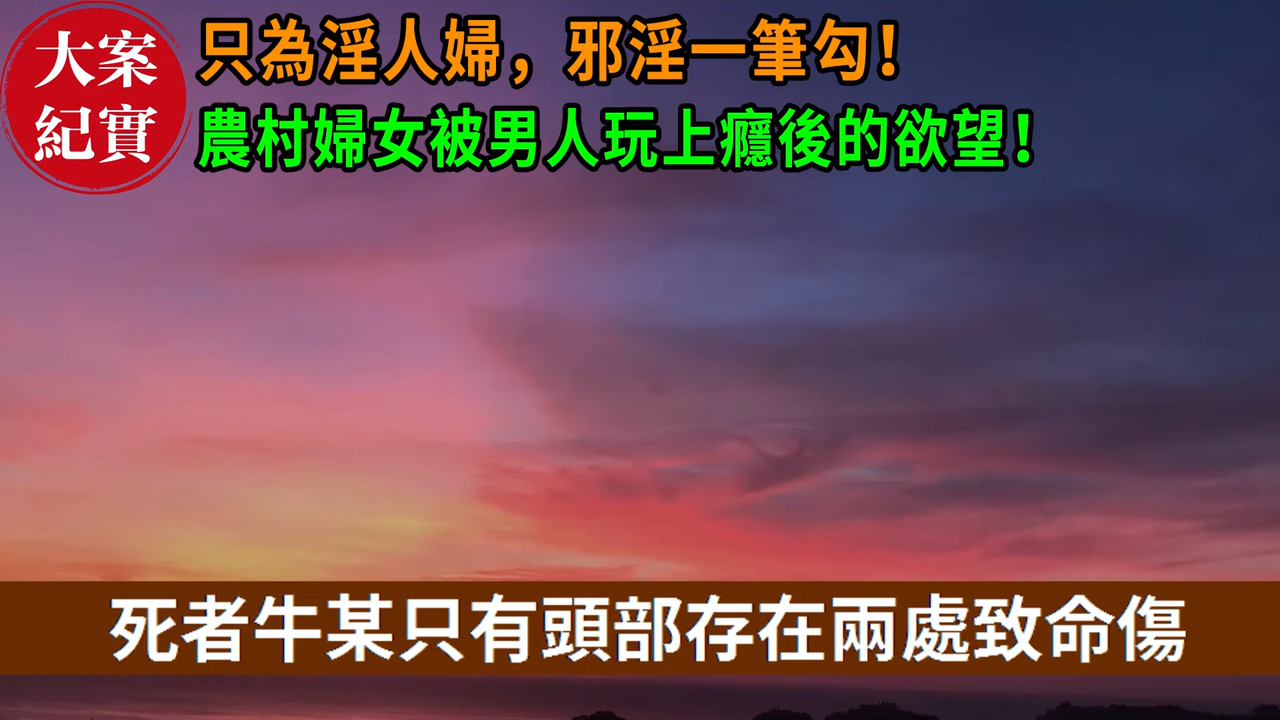 大案
紀實
只為淫人婦，邪淫一筆勾！
農村婦女被男人玩上癮後的欲望！
死者牛某只有頭部存在兩處致命傷